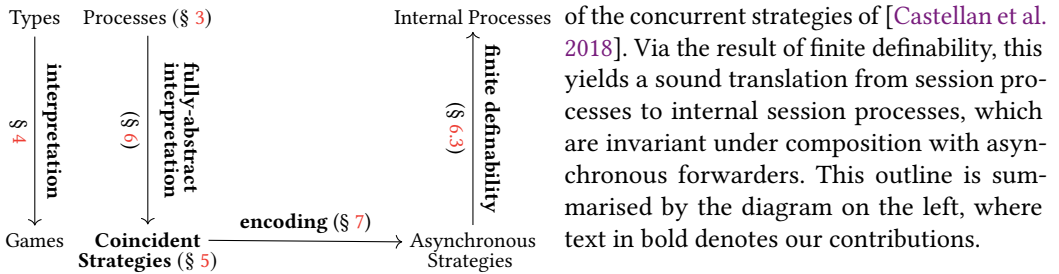 Types
Processes (§ 3)
Internal Processes
interpretation
§ 4
fully-abstract
interpretation
(§ 6)
finite definability
(§ 6.3)
encoding (§ 7)
Games
Coincident
Strategies (§ 5)
Asynchronous
Strategies
of the concurrent strategies of [Castellan et al.
2018]. Via the result of finite definability, this
yields a sound translation from session pro-
cesses to internal session processes, which
are invariant under composition with asyn-
chronous forwarders. This outline is sum-
marised by the diagram on the left, where
text in bold denotes our contributions.